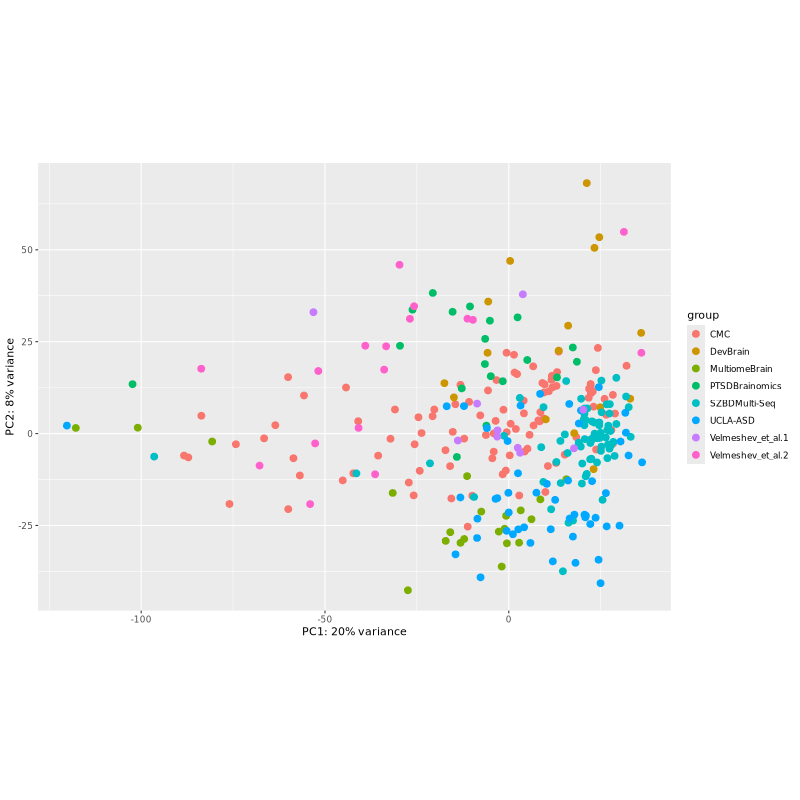 50
25
0
-25
-100
-50
0
PC1: 20% variance
PC2: 8% variance
group
CMC
DevBrain
MultiomeBrain
PTSDBrainomics
SZBDMulti-Seq
UCLA-ASD
Velmeshev_et_al.1
Velmeshev_et_al.2